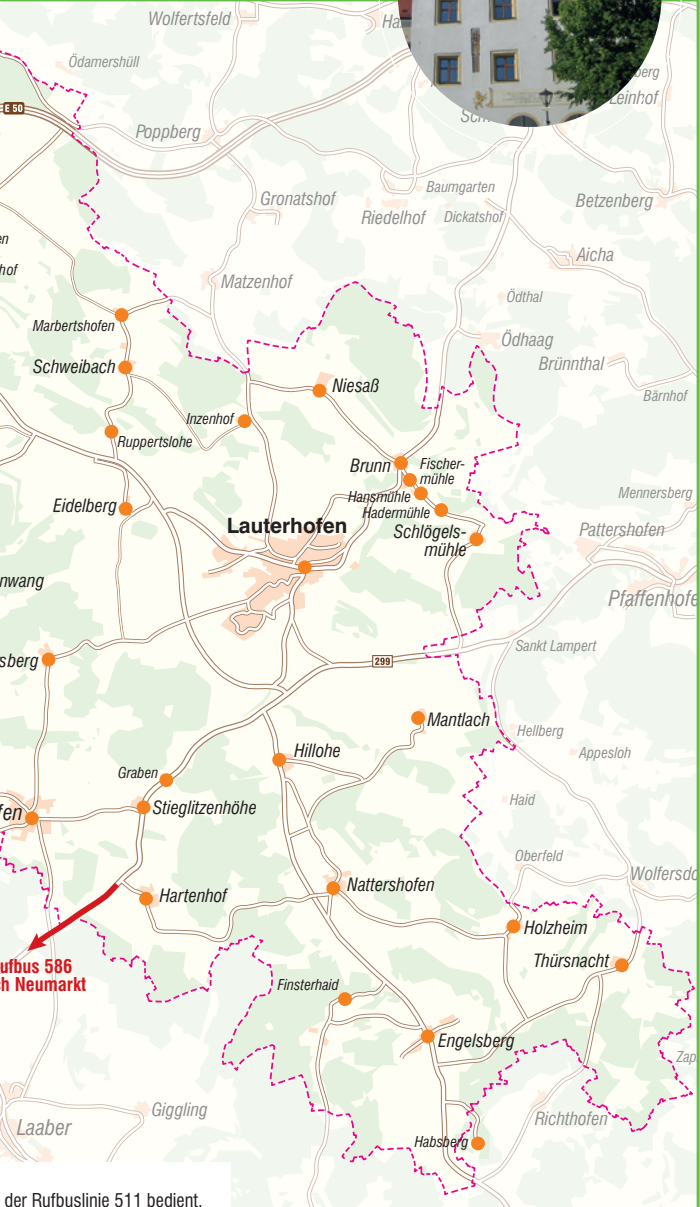 Wolfertsfeld
Ödamershüll
E 50
Leinhof
Poppberg
Baumgarten
Gronatshof
Riedelhof
Dickatshof
Betzenberg
Aicha
Matzenhof
Ödthal
Marbertshofen
Ödhaag
Brünnthal
Schweibach
Niesaß
Bärnhof
Inzenhof
Ruppertslohe
Brunn
Fischer-
mühle
Hansmühle
Hadermühle
Mennersberg
Eidelberg
Lauterhofen
Schlögels-
mühle
Pattershofen
Sankt Lampert
299
Mantlach
Hellberg
Hillohe
Appesloh
Graben
Stieglitzenhöhe
Haid
Oberfeld
Nattershofen
Hartenhof
Holzheim
Thürsnacht
586
Neumarkt
Finsterhaid
Engelsberg
Giggling
Richthofen
Laaber
Habsberg
der Rufbuslinie 511 bedient.